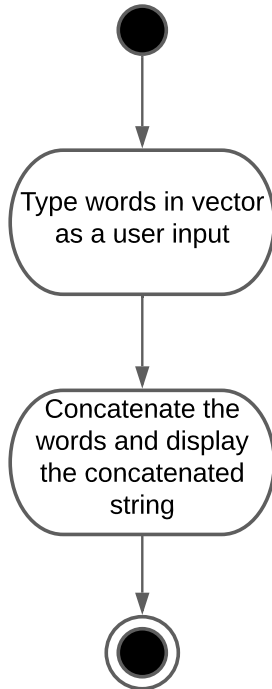 Type words in vector
as a user input
Concatenate the
words and display
the concatenated
string